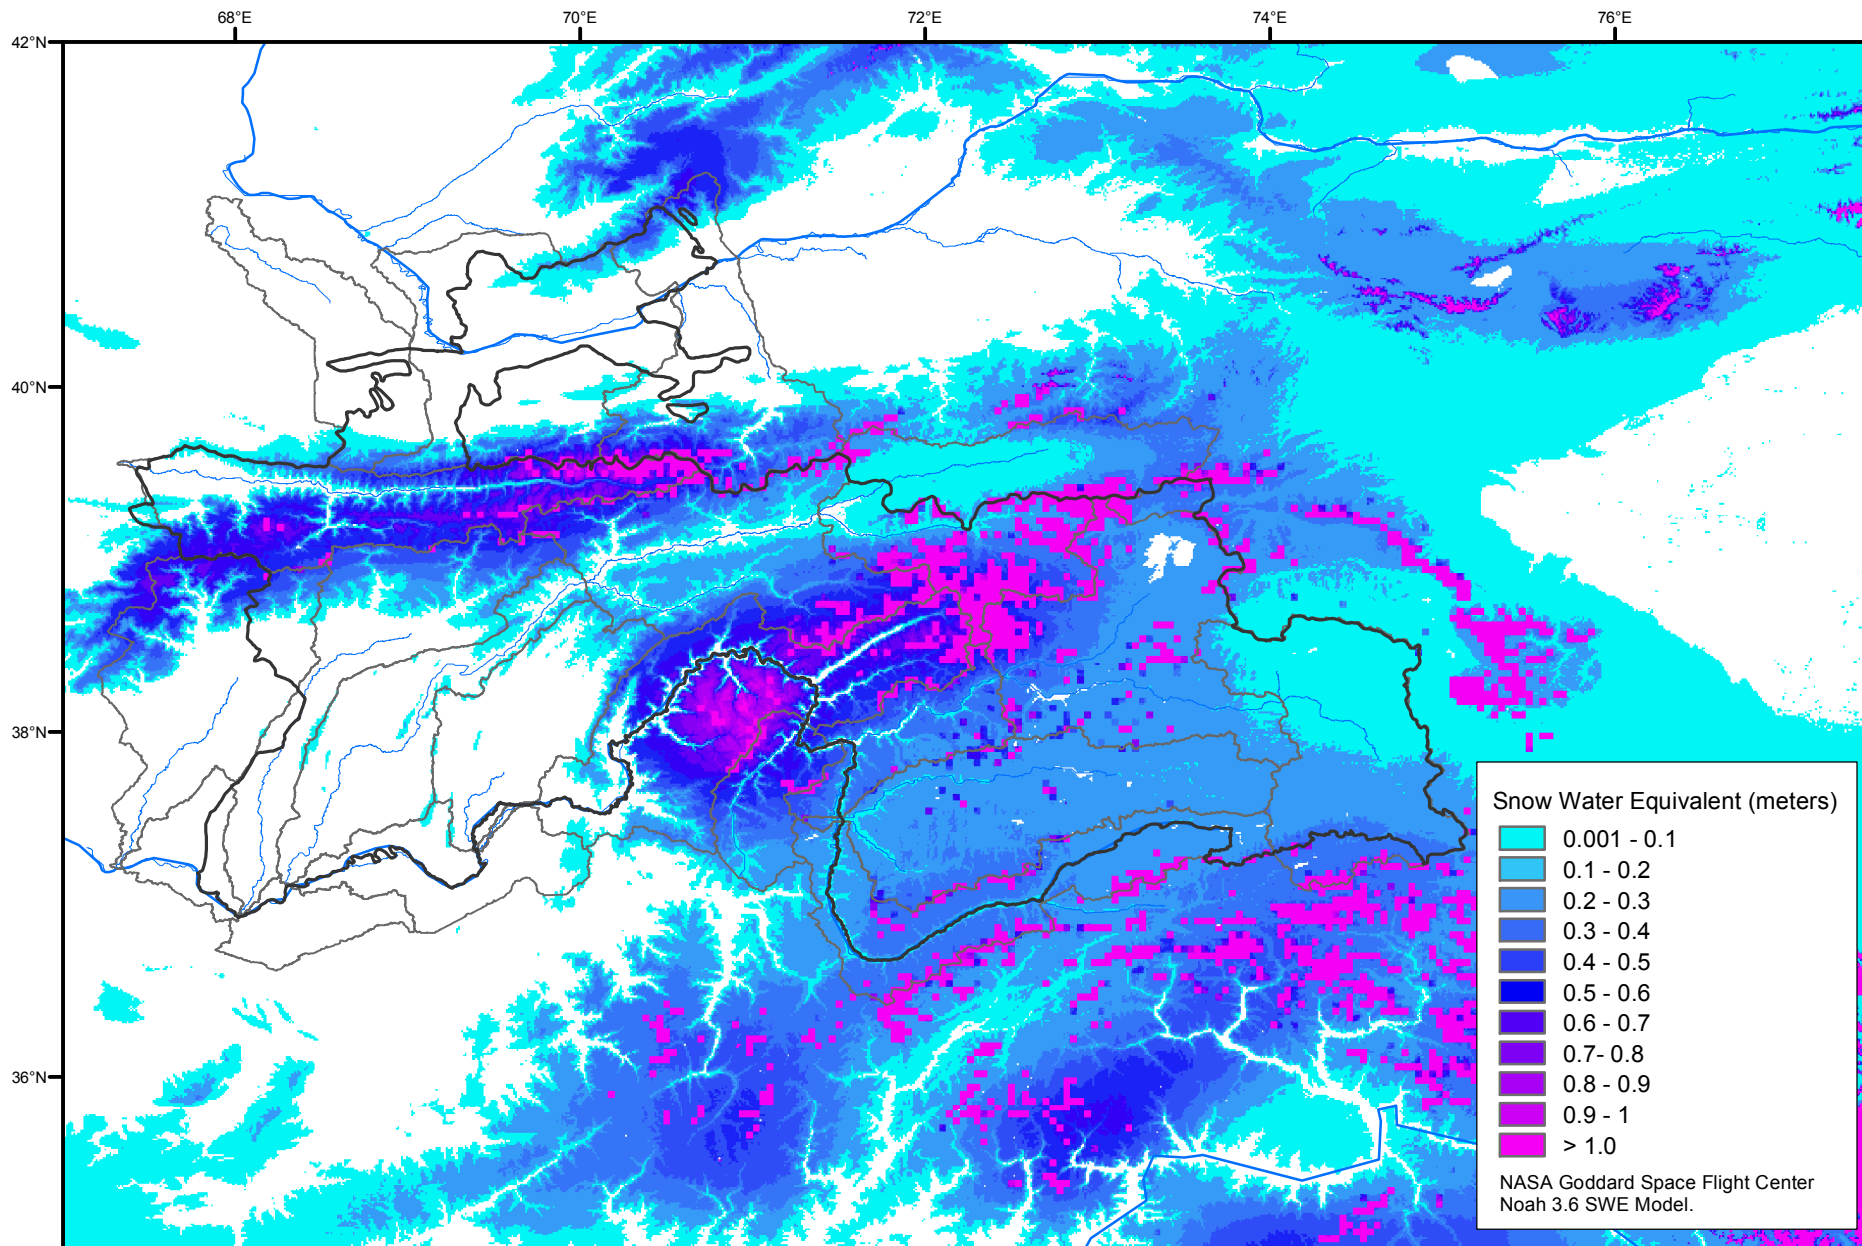 68°E
70°E
72°E
74°E
76°E
42°N
40°N
38°N
36°N
Snow Water Equivalent (meters)
0.001 - 0.1
0.1 - 0.2
0.2 - 0.3
0.3 - 0.4
0.4 - 0.5
0.5 - 0.6
0.6 - 0.7
0.7- 0.8
0.8 - 0.9
0.9 - 1
> 1.0
NASA Goddard Space Flight Center
Noah 3.6 SWE Model.